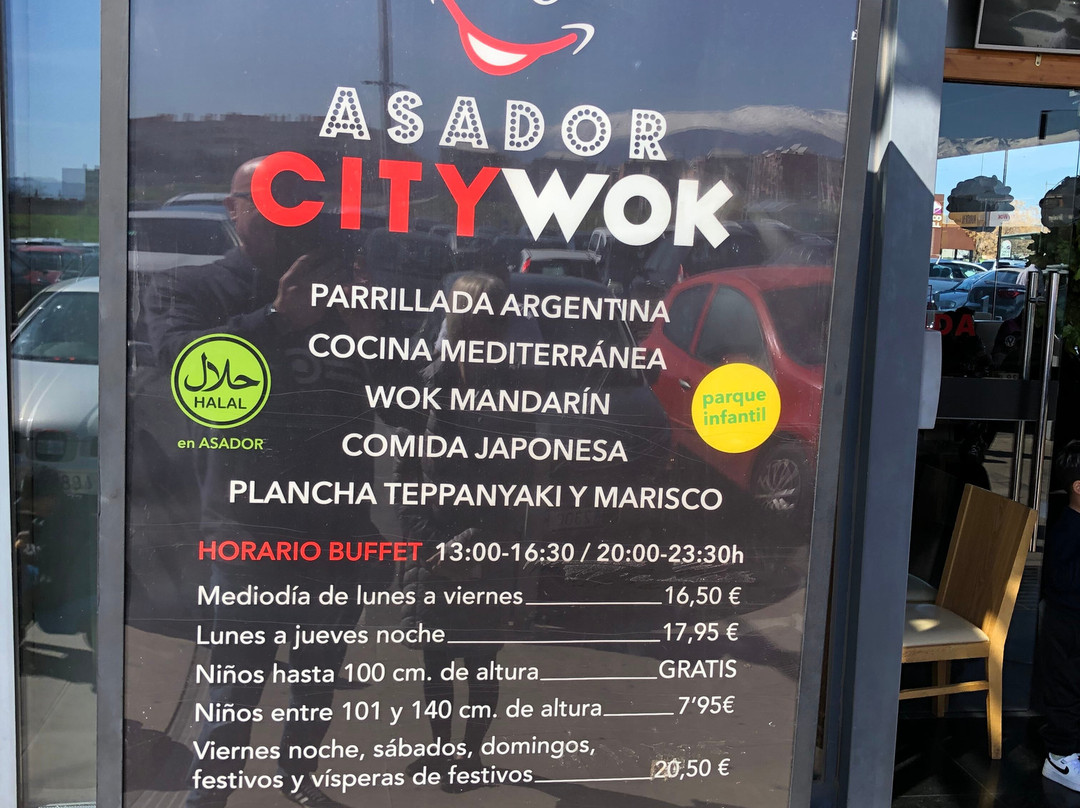 ASADOR
CITYWOK
PARRILLADA ARGENTINA
COCINA MEDITERRÁNEA
WOK MANDARÍN
COMIDA JAPONESA
PLANCHA TEPPANYAKI Y MARISCO
حلال
HALAL
en ASADOR
parque
infantil
HORARIO BUFFET 13:00-16:30 / 20:00-23:30h
Mediodía de lunes a viernes 16,50 €
Lunes a jueves noche 17,95 €
Niños hasta 100 cm. de altura GRATIS
Niños entre 101 y 140 cm. de altura 7'95€
Viernes noche, sábados, domingos,
festivos y vísperas de festivos 20,50 €